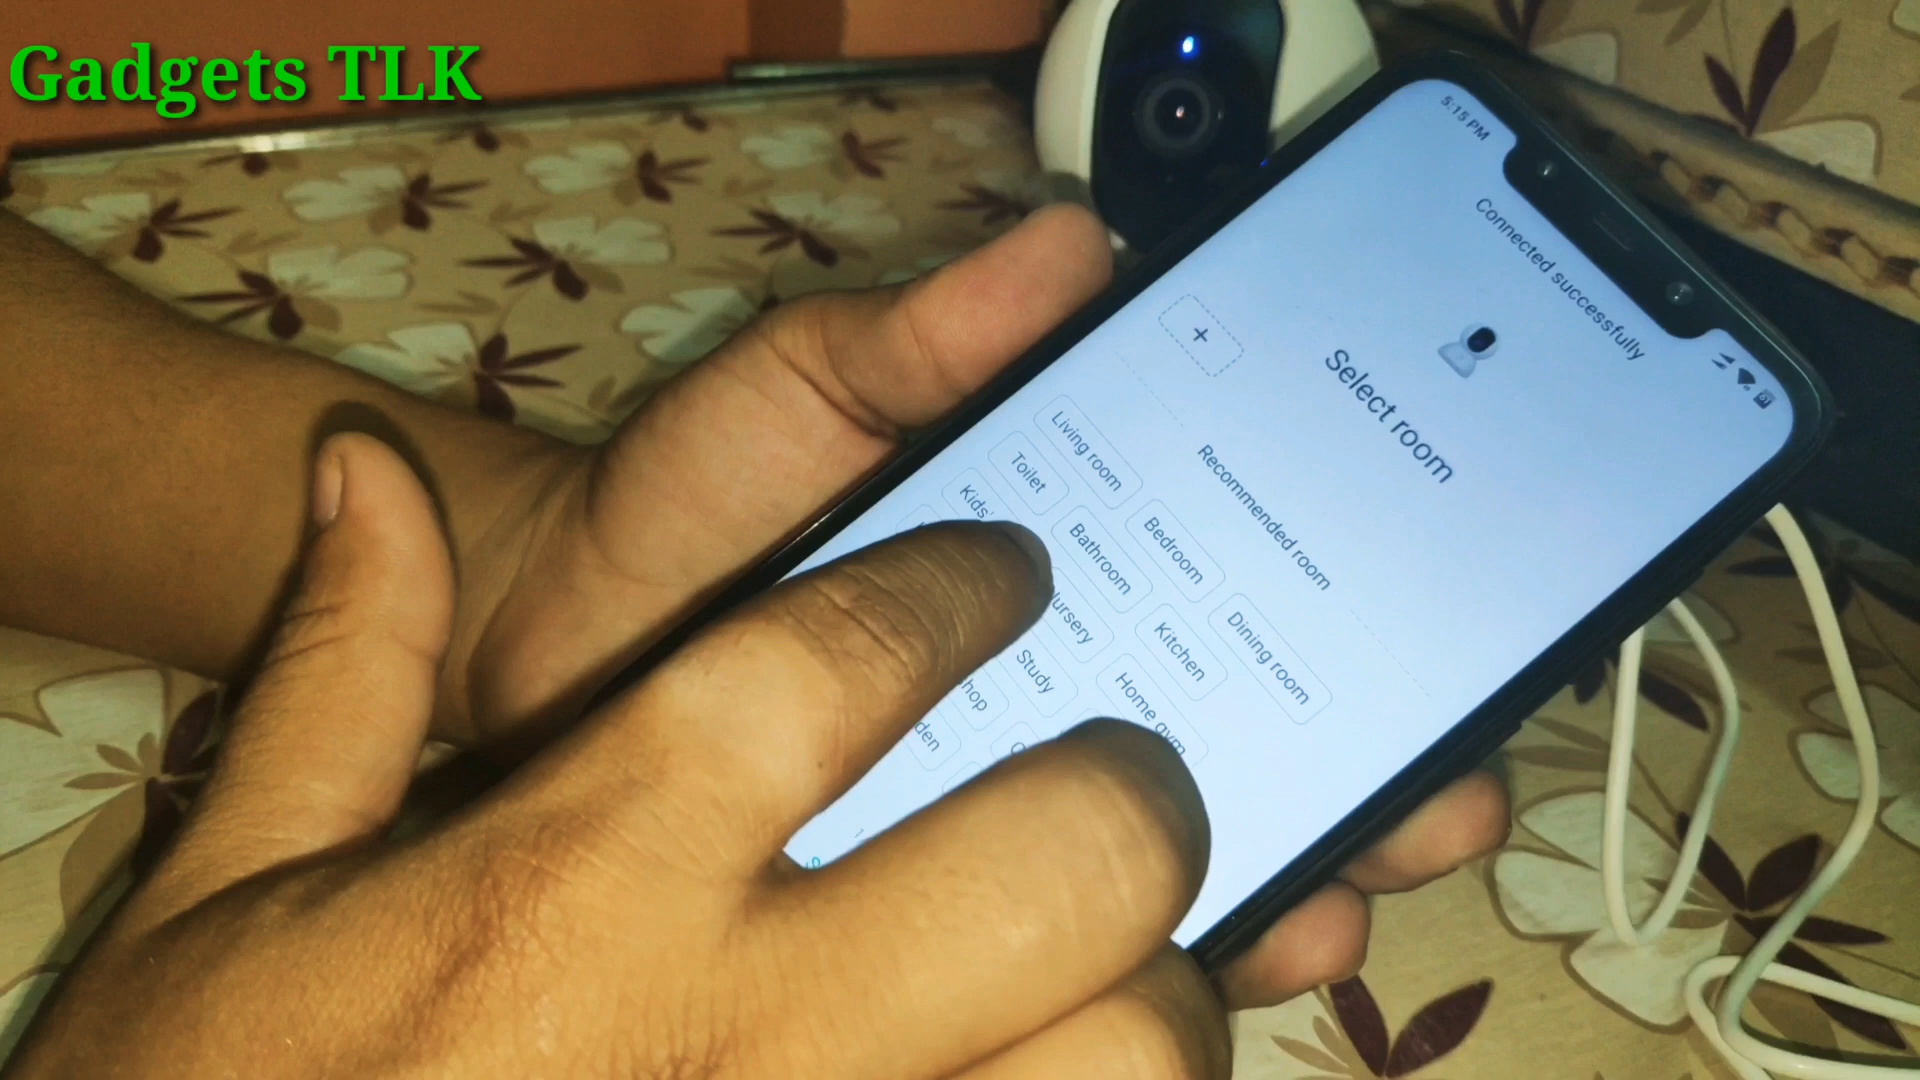 Gadgets TLK
5:15 PM
Connected successfully
Select room
+
Recommended room
Living room
Bedroom
Dining room
Toilet
Bathroom
Kitchen
Kids'
Home gym
Study